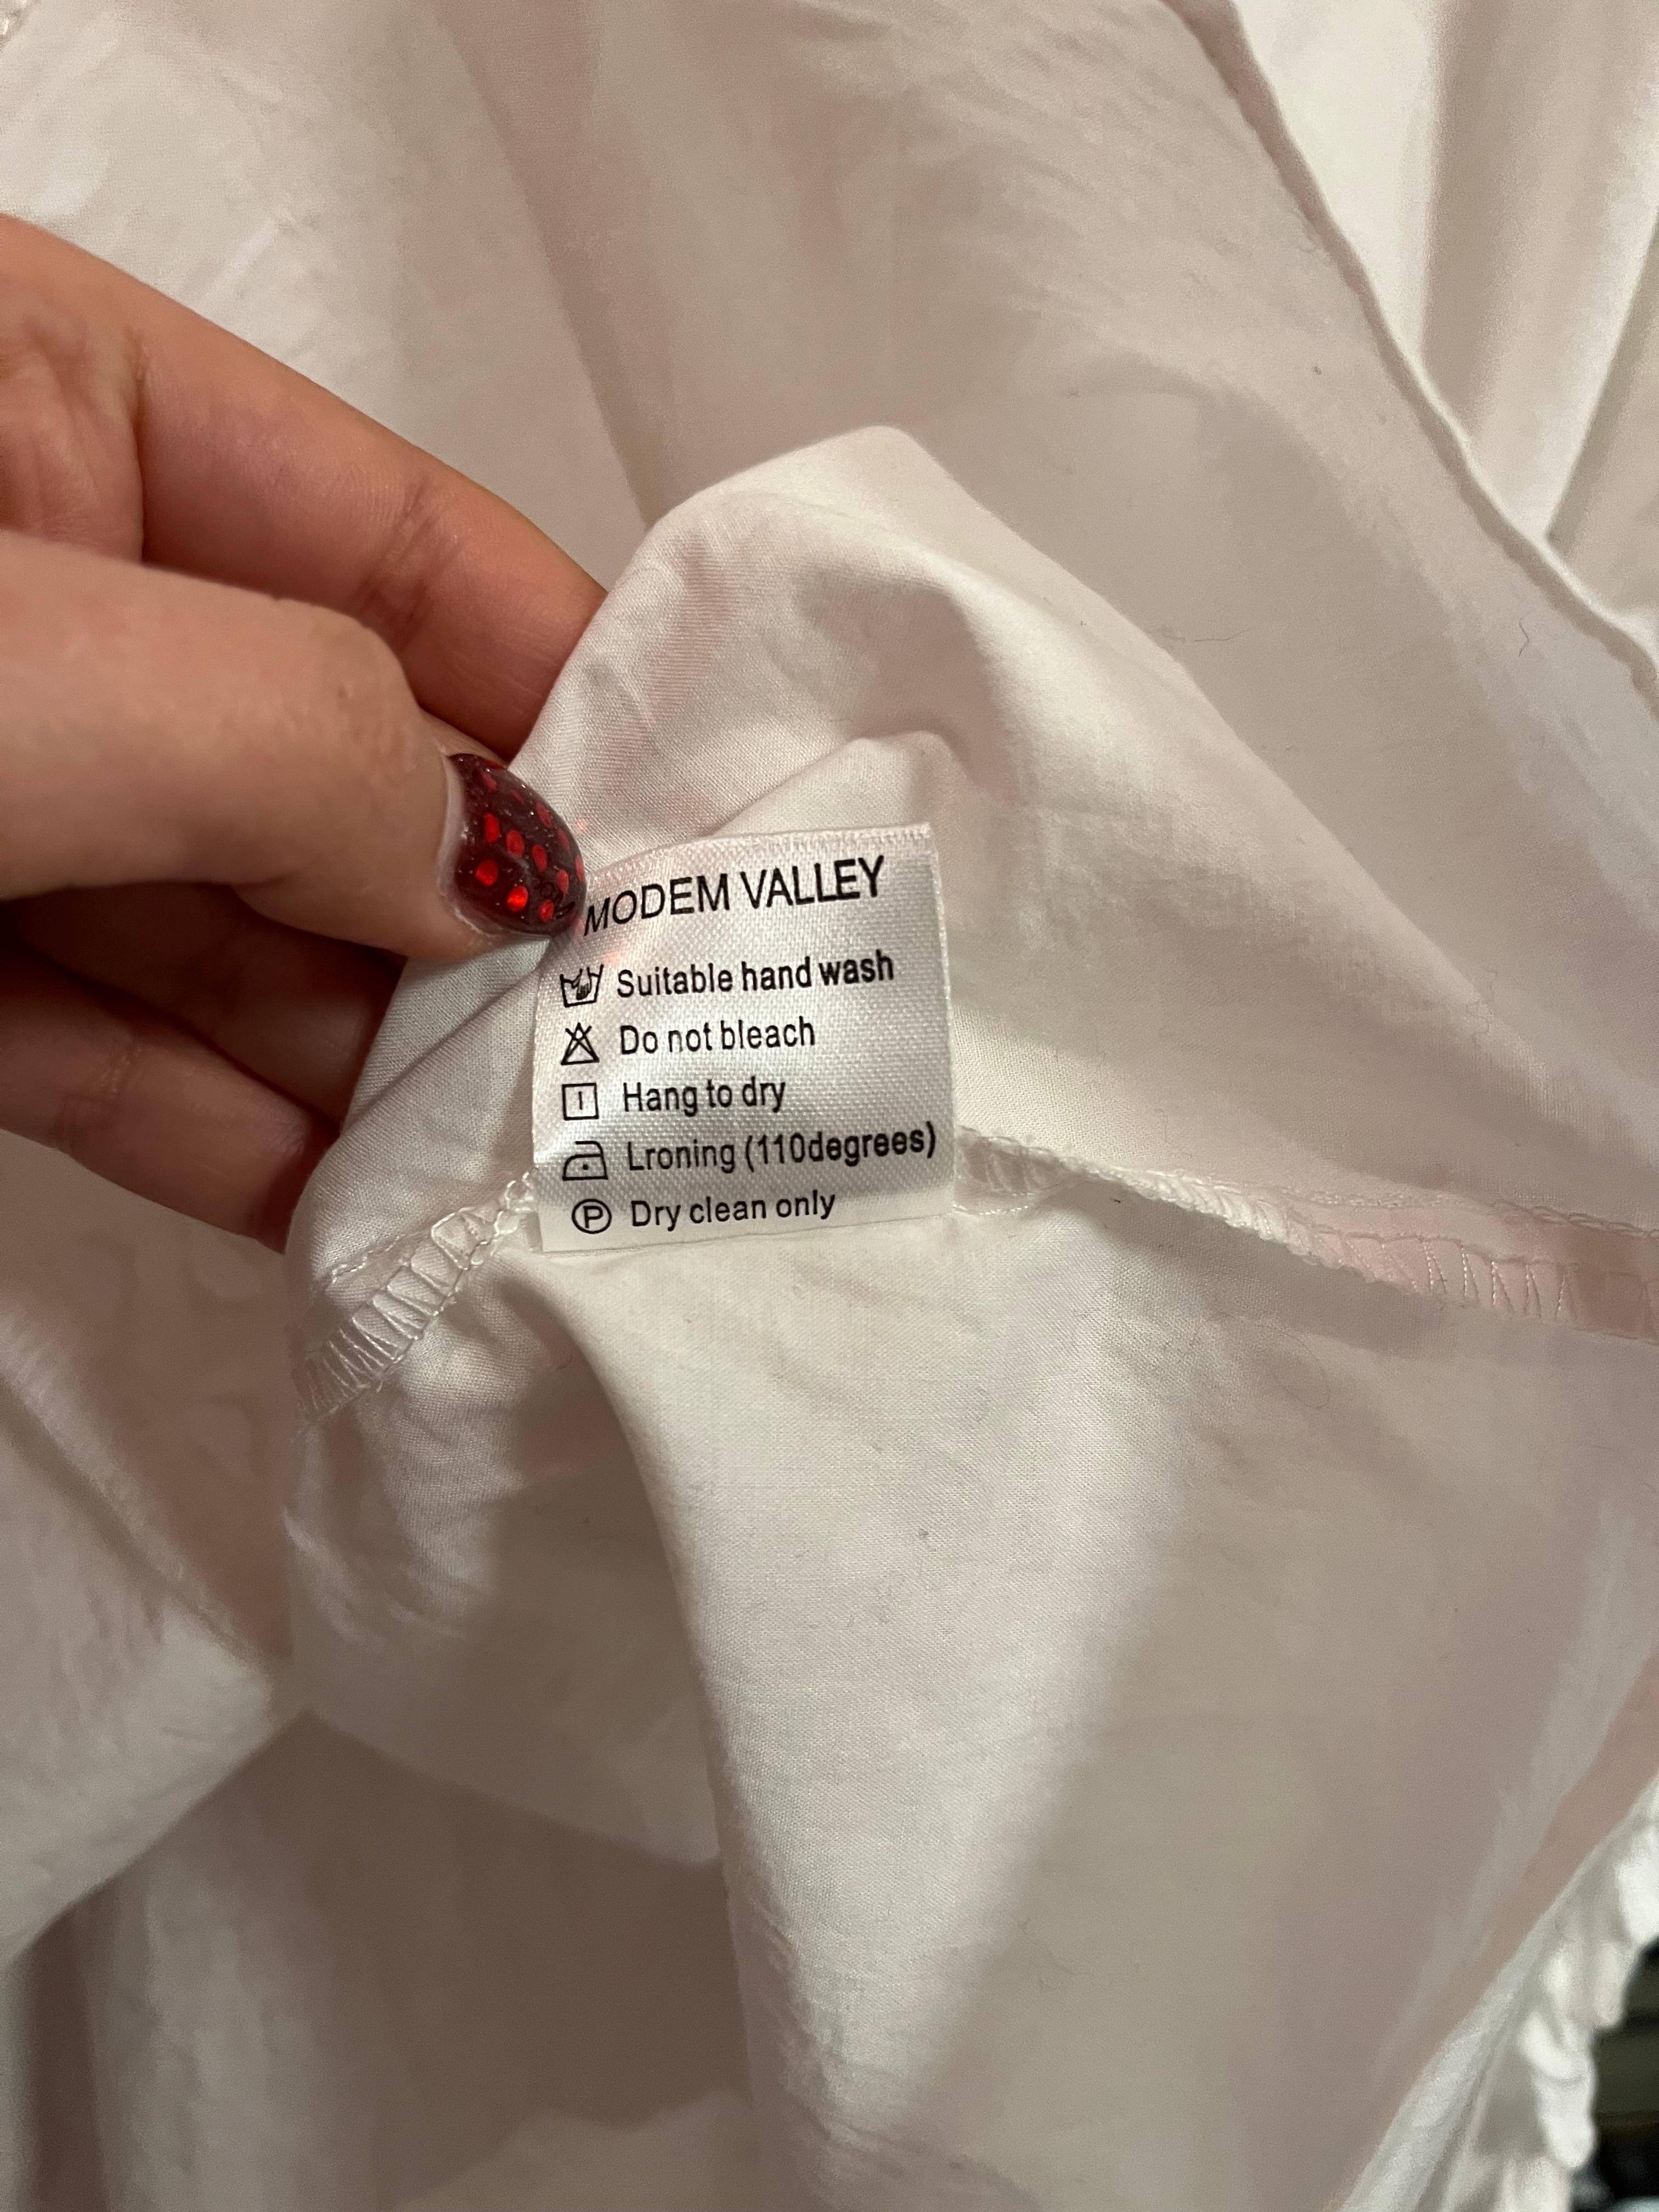 MODEM VALLEY
Suitable hand wash
Do not bleach
Hang to dry
Lroning (110degrees)
P Dry clean only